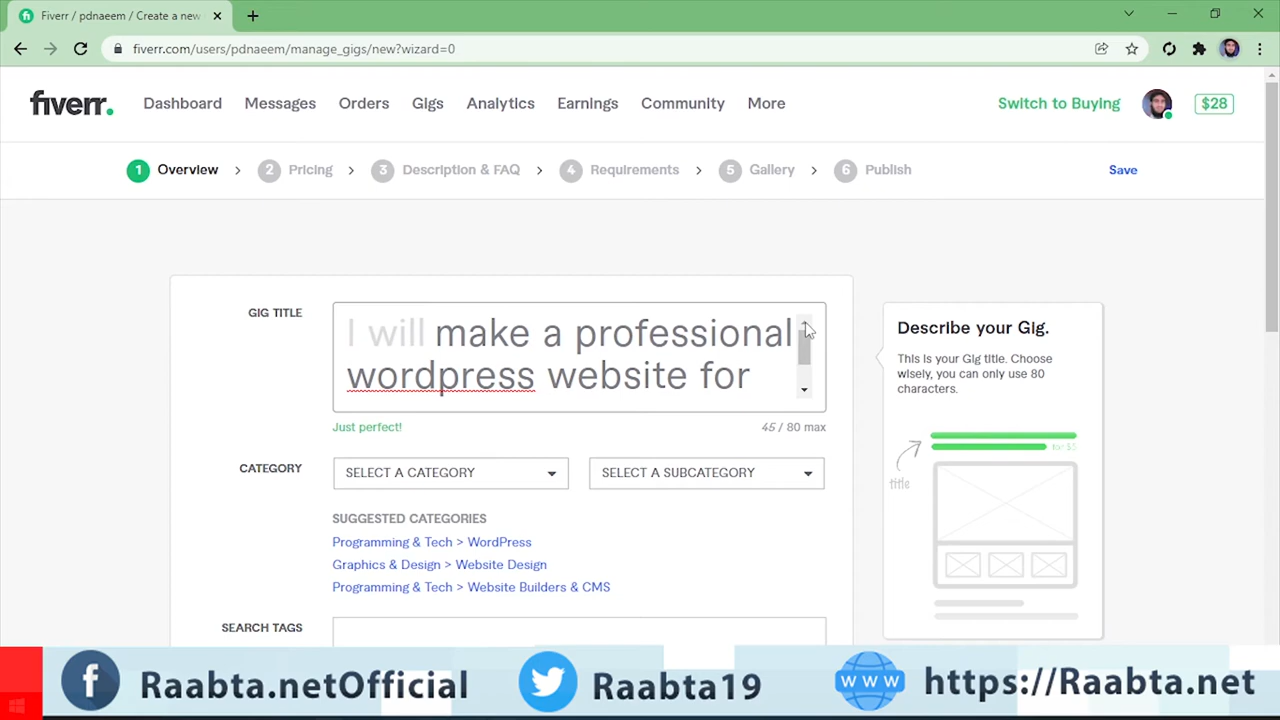 Fiverr / pdnaeem / Create a new
fiverr.com/users/pdnaeem/manage_gigs/new?wizard=0
fiverr. Dashboard Messages Orders Gigs Analytics Earnings Community More Switch to Buying $28
1 Overview > 2 Pricing > 3 Description & FAQ > 4 Requirements > 5 Gallery > 6 Publish Save
GIG TITLE
I will make a professional
wordpress website for
Just perfect! 45 / 80 max
CATEGORY
SELECT A CATEGORY SELECT A SUBCATEGORY
SUGGESTED CATEGORIES
Programming & Tech > WordPress
Graphics & Design > Website Design
Programming & Tech > Website Builders & CMS
SEARCH TAGS
Describe your Gig.
This is your Gig title. Choose
wisely, you can only use 80
characters.
for $5
title
f Raabta.netOfficial Raabta19 WWW https://Raabta.net